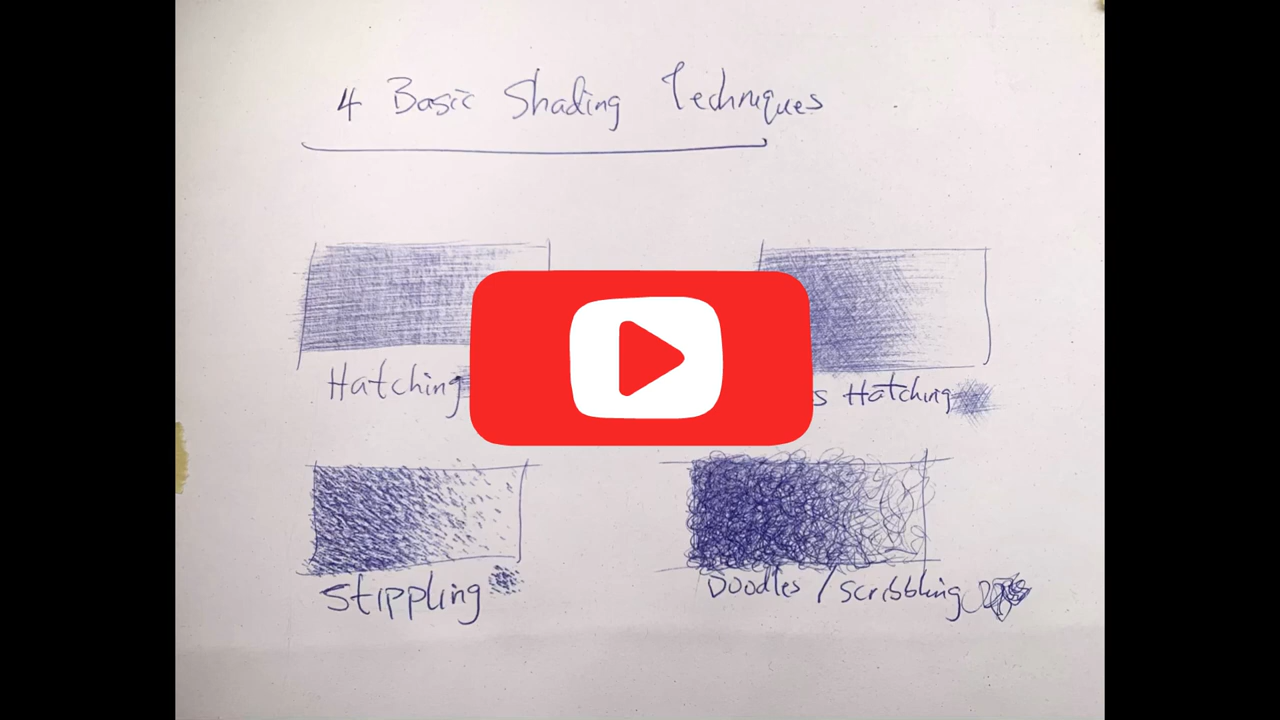 4 Basic Shading Techniques
Hatching
s Hatching
Stippling
Doodles / Scribbling